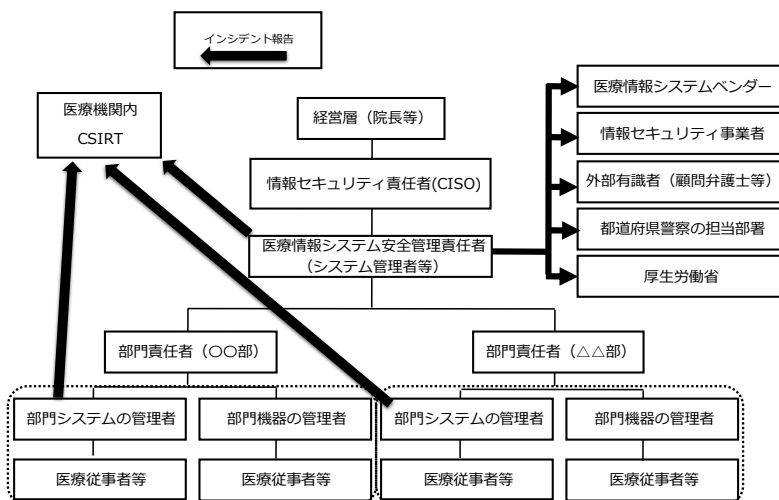 インシデント報告
医療機関内
CSIRT
経営層（院長等）
情報セキュリティ責任者(CISO)
医療情報システム安全管理責任者
（システム管理者等）
医療情報システムベンダー
情報セキュリティ事業者
外部有識者（顧問弁護士等）
都道府県警察の担当部署
厚生労働省
部門責任者（〇〇部）
部門責任者（△△部）
部門システムの管理者
部門機器の管理者
部門システムの管理者
部門機器の管理者
医療従事者等
医療従事者等
医療従事者等
医療従事者等